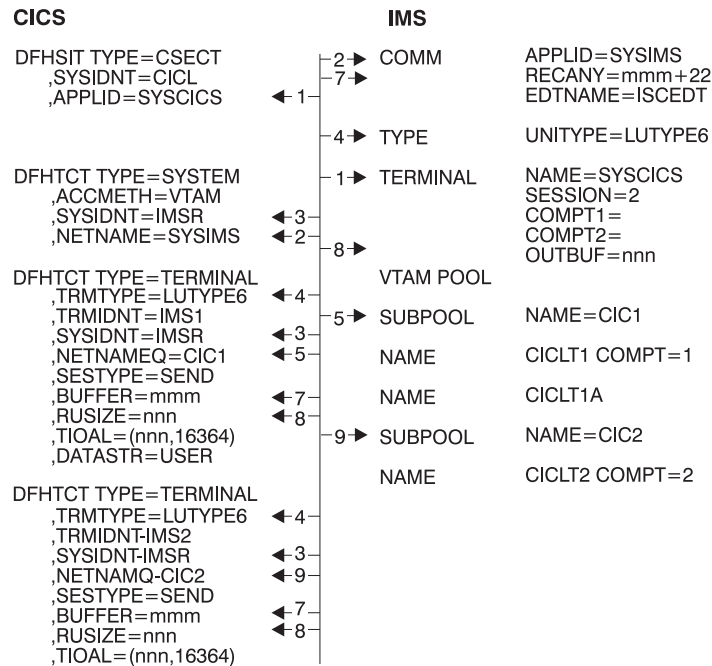 CICS IMS
DFHSIT TYPE=CSECT 2 COMM APPLID=SYSIMS
,SYSIDNT=CICL 7 RECANY=mmm+22
,APPLID=SYSCICS 1 EDTNAME=ISCEDT
4 TYPE UNITYPE=LUTYPE6
DFHTCT TYPE=SYSTEM 1 TERMINAL NAME=SYSCICS
,ACCMETH=VTAM SESSION=2
,SYSIDNT=IMSR 3 COMPT1=
,NETNAME=SYSIMS 2 COMPT2=
8 OUTBUF=nnn
DFHTCT TYPE=TERMINAL VTAM POOL
,TRMTYPE=LUTYPE6 4
,TRMIDNT=IMS1 5 SUBPOOL NAME=CIC1
,SYSIDNT=IMSR 3
,NETNAMEQ=CIC1 5 NAME CICLT1 COMPT=1
,SESTYPE=SEND
,BUFFER=mmm 7 NAME CICLT1A
,RUSIZE=nnn 8
,TIOAL=(nnn,16364) 9 SUBPOOL NAME=CIC2
,DATASTR=USER
NAME CICLT2 COMPT=2
DFHTCT TYPE=TERMINAL
,TRMTYPE=LUTYPE6 4
,TRMIDNT-IMS2
,SYSIDNT-IMSR 3
,NETNAMQ-CIC2 9
,SESTYPE=SEND
,BUFFER=mmm 7
,RUSIZE=nnn 8
,TIOAL=(nnn,16364)